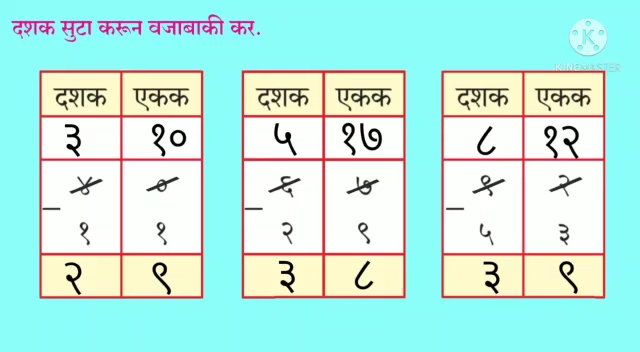 दशक सुटा करून वजाबाकी कर.
K
KINEMASTER
दशक एकक दशक एकक दशक एकक
३ १० ५ १७ ८ १२
४ ० ६ ७ ९ २
– १ १ – २ ९ – ५ ३
२ ९ ३ ८ ३ ९